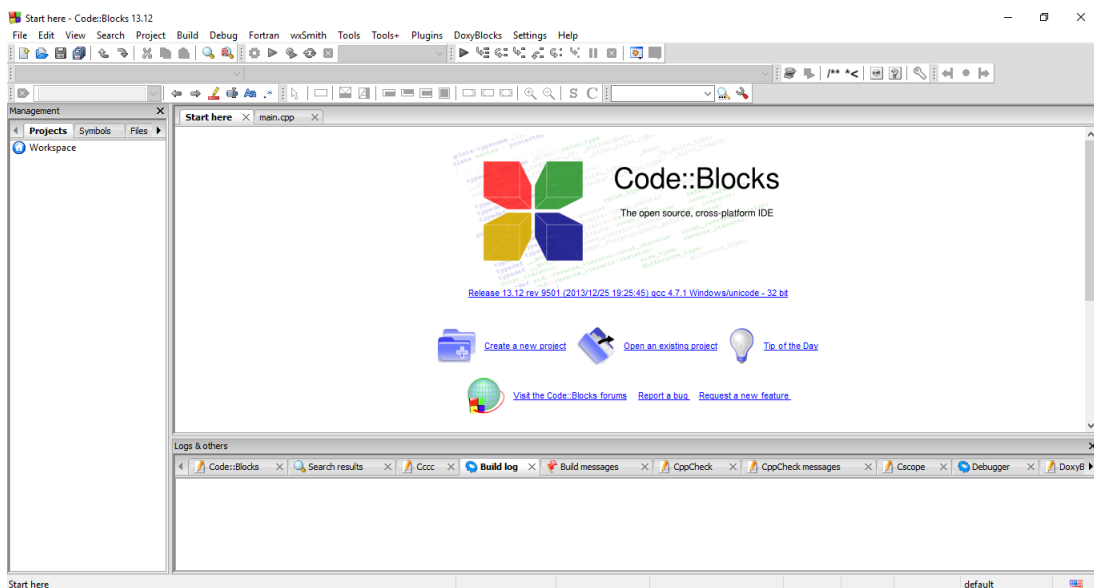 Start here - Code::Blocks 13.12
File Edit View Search Project Build Debug Fortran wxSmith Tools Tools+ Plugins DoxyBlocks Settings Help
/** *<
Aa .*
S C
Management
Projects Symbols Files
Workspace
Start here main.cpp
Code::Blocks
The open source, cross-platform IDE
Release 13.12 rev 9501 (2013/12/25 19:25:45) gcc 4.7.1 Windows/unicode - 32 bit
Create a new project Open an existing project Tip of the Day
Visit the Code::Blocks forums Report a bug Request a new feature
Logs & others
Code::Blocks Search results Cccc Build log Build messages CppCheck CppCheck messages Cscope Debugger DoxyB
Start here default